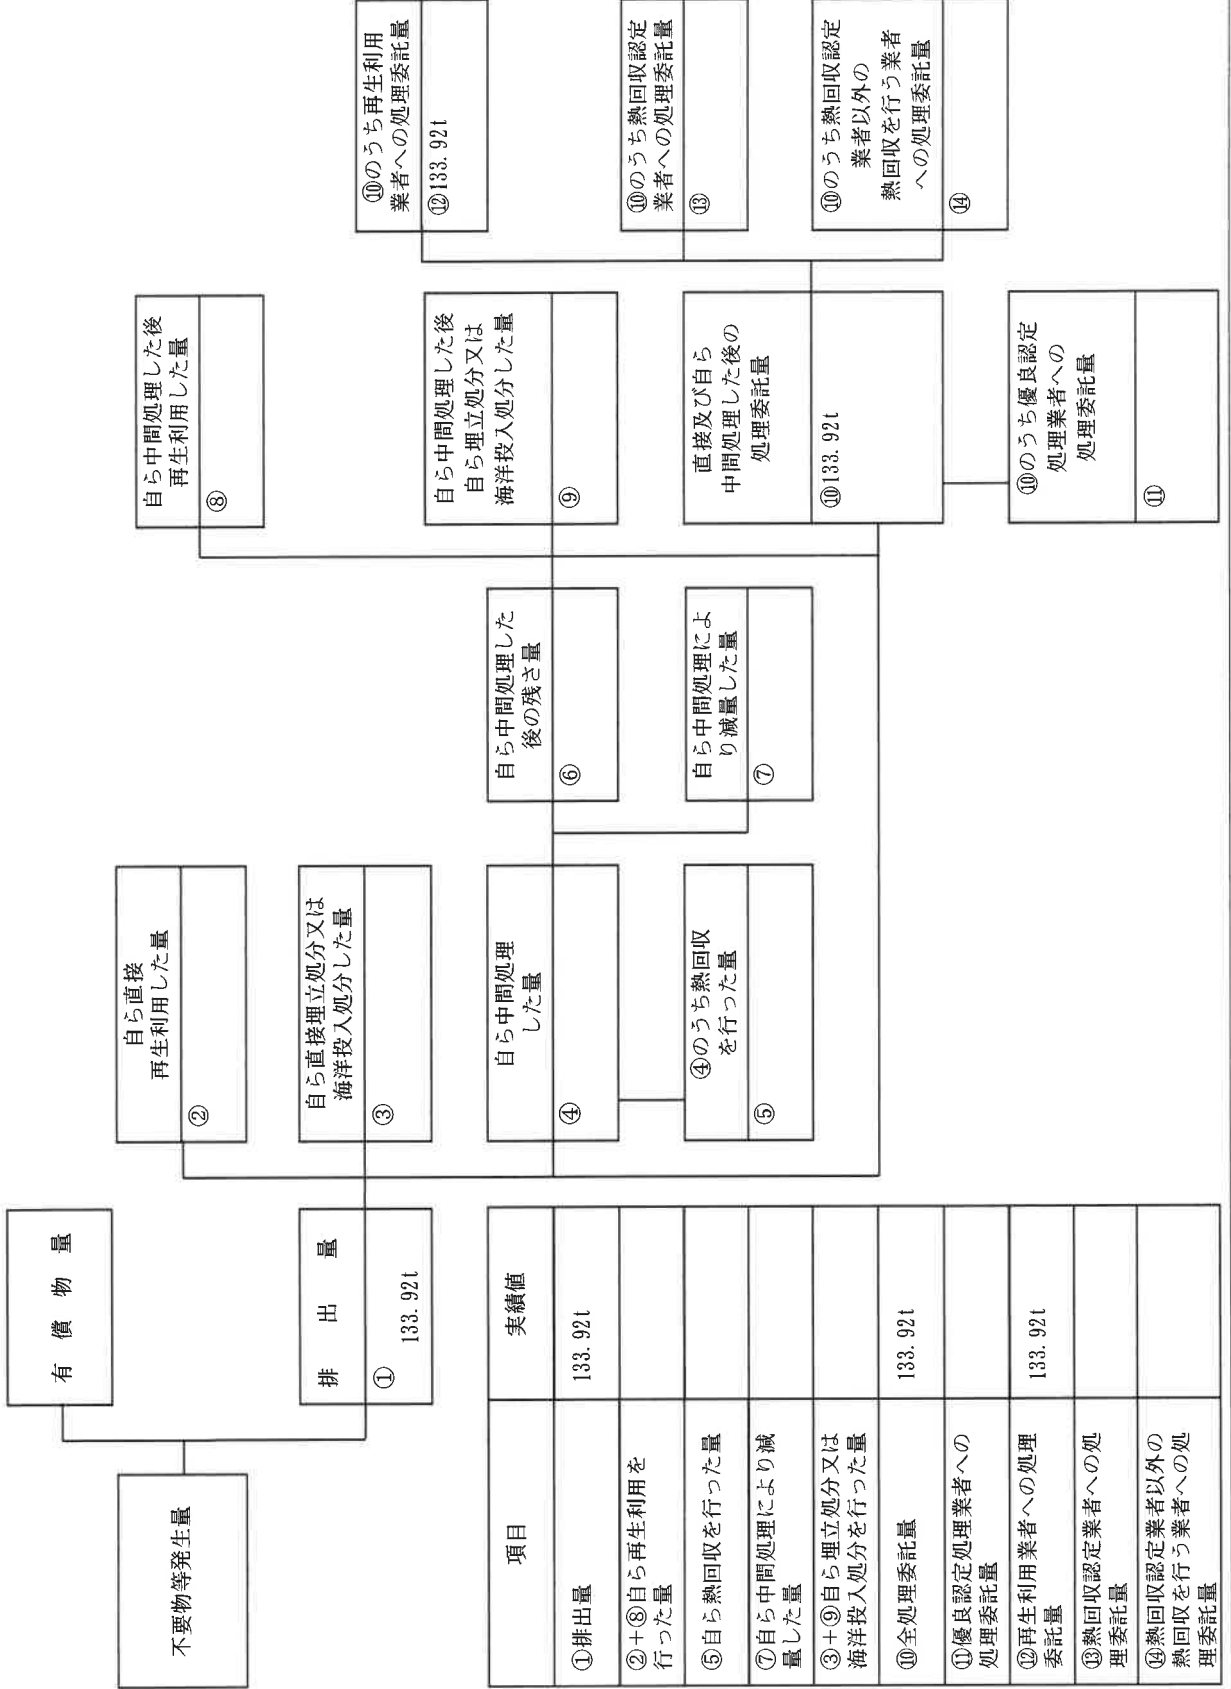 不要物等発生量
有償物量
排出量
①
133.92t
自ら直接
再生利用した量
②
自ら直接埋立処分又は
海洋投入処分した量
③
自ら中間処理
した量
④
④のうち熱回収
を行った量
⑤
自ら中間処理した
後の残さ量
⑥
自ら中間処理によ
り減量した量
⑦
自ら中間処理した後
再生利用した量
⑧
自ら中間処理した後
自ら埋立処分又は
海洋投入処分した量
⑨
直接及び自ら
中間処理した後の
処理委託量
⑩133.92t
⑩のうち優良認定
処理業者への
処理委託量
⑪
⑩のうち再生利用
業者への処理委託量
⑫133.92t
⑩のうち熱回収認定
業者への処理委託量
⑬
⑩のうち熱回収認定
業者以外の
熱回収を行う業者
への処理委託量
⑭
項目 実績値
①排出量 133.92t
②+⑧自ら再生利用を
行った量
⑤自ら熱回収を行った量
⑦自ら中間処理により減
量した量
③+⑨自ら埋立処分又は
海洋投入処分を行った量
⑩全処理委託量 133.92t
⑪優良認定処理業者への
処理委託量
⑫再生利用業者への処理
委託量 133.92t
⑬熱回収認定業者への処
理委託量
⑭熱回収認定業者以外の
熱回収を行う業者への処
理委託量